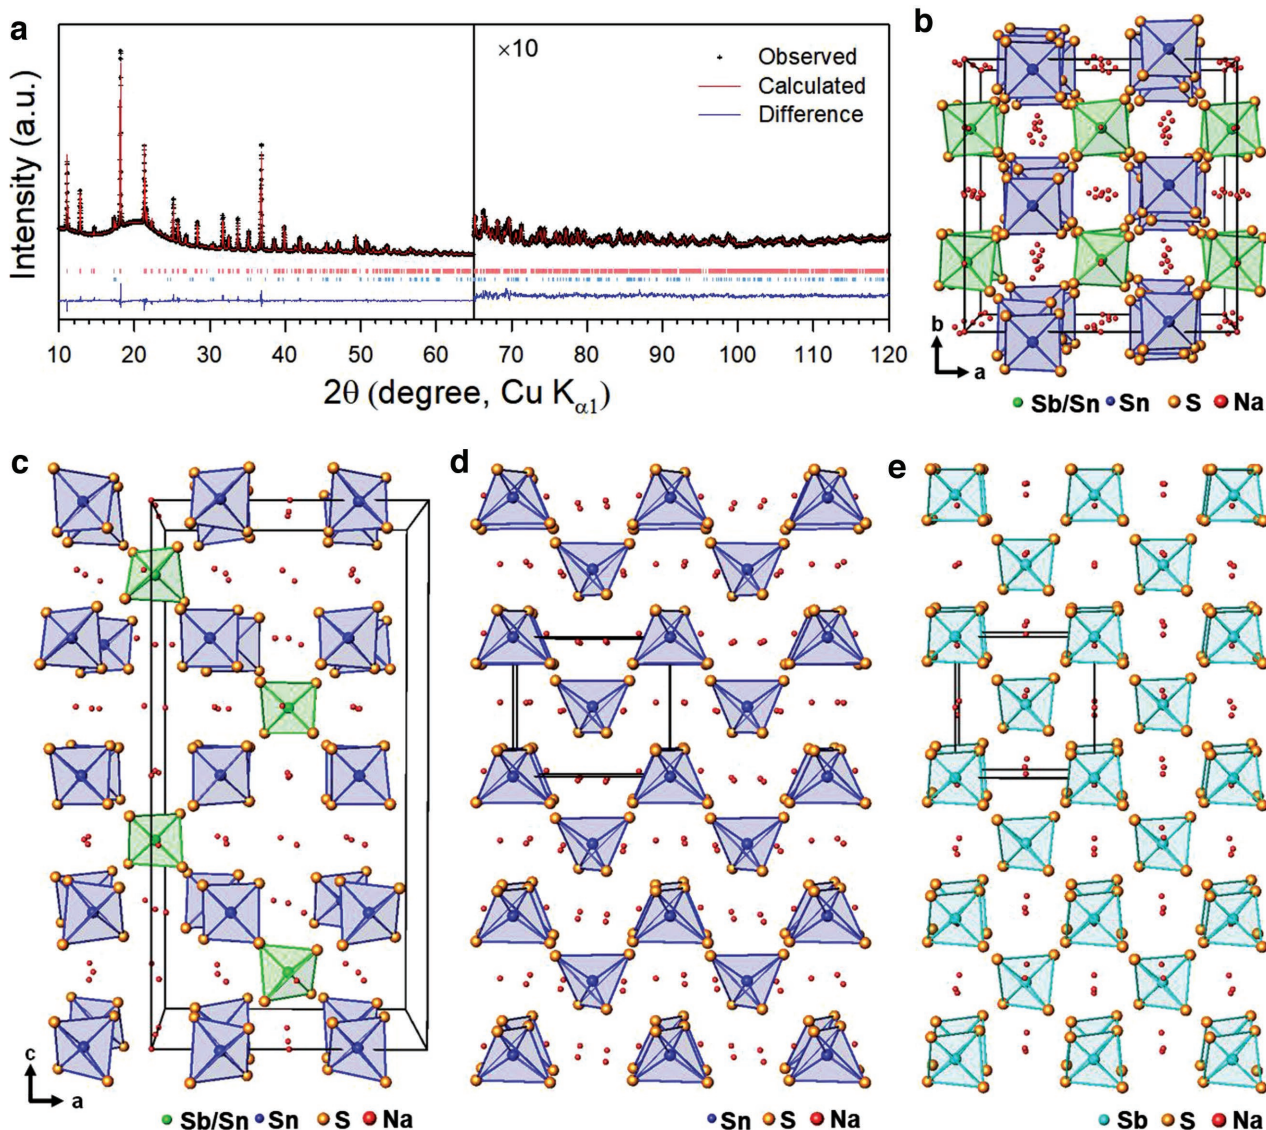 a
Intensity (a.u.)
×10
Observed
Calculated
Difference
10 20 30 40 50 60 70 80 90 100 110 120
2θ (degree, Cu Kα1)
b
b
a
Sb/Sn Sn S Na
c
c
a
Sb/Sn Sn S Na
d
Sn S Na
e
Sb S Na